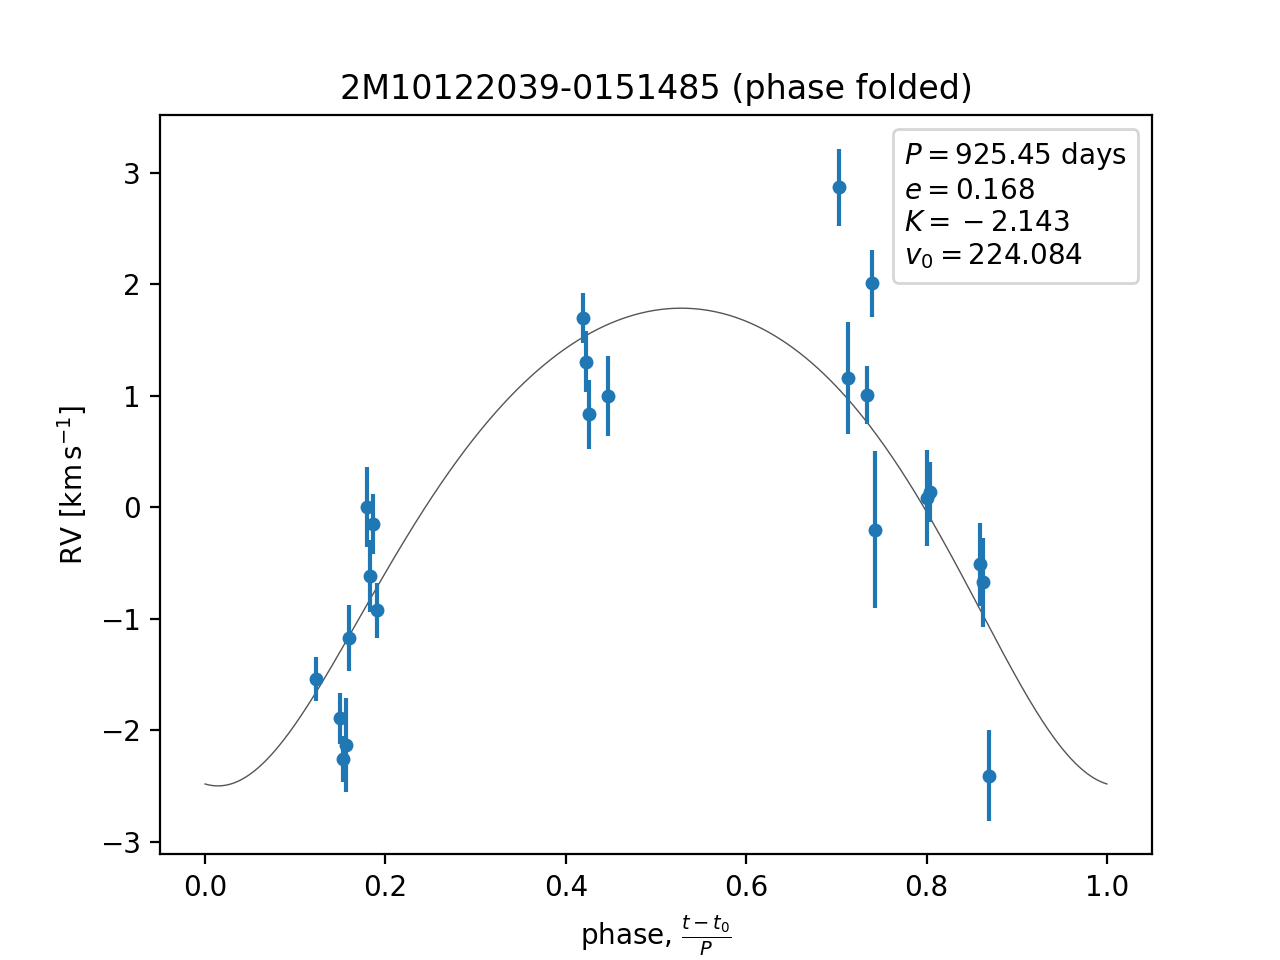 2M10122039-0151485 (phase folded)
P = 925.45 days
e = 0.168
K = −2.143
v₀ = 224.084
3
2
1
0
−1
−2
−3
RV [km s⁻¹]
0.0 0.2 0.4 0.6 0.8 1.0
phase, (t − t₀)/P